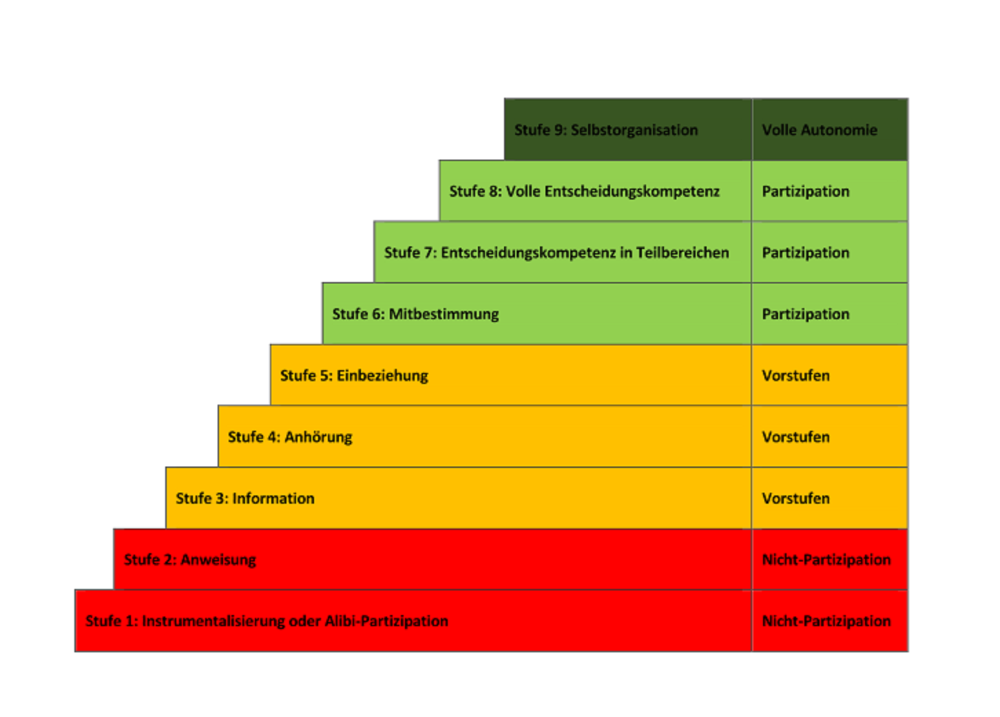 Stufe 9: Selbstorganisation Volle Autonomie
Stufe 8: Volle Entscheidungskompetenz Partizipation
Stufe 7: Entscheidungskompetenz in Teilbereichen Partizipation
Stufe 6: Mitbestimmung Partizipation
Stufe 5: Einbeziehung Vorstufen
Stufe 4: Anhörung Vorstufen
Stufe 3: Information Vorstufen
Stufe 2: Anweisung Nicht-Partizipation
Stufe 1: Instrumentalisierung oder Alibi-Partizipation Nicht-Partizipation